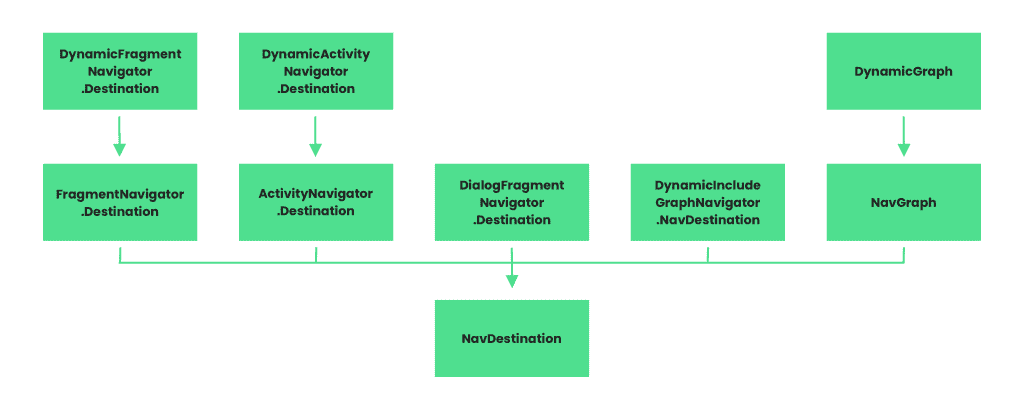 DynamicFragment
Navigator
.Destination
DynamicActivity
Navigator
.Destination
DynamicGraph
FragmentNavigator
.Destination
ActivityNavigator
.Destination
DialogFragment
Navigator
.Destination
DynamicInclude
GraphNavigator
.NavDestination
NavGraph
NavDestination